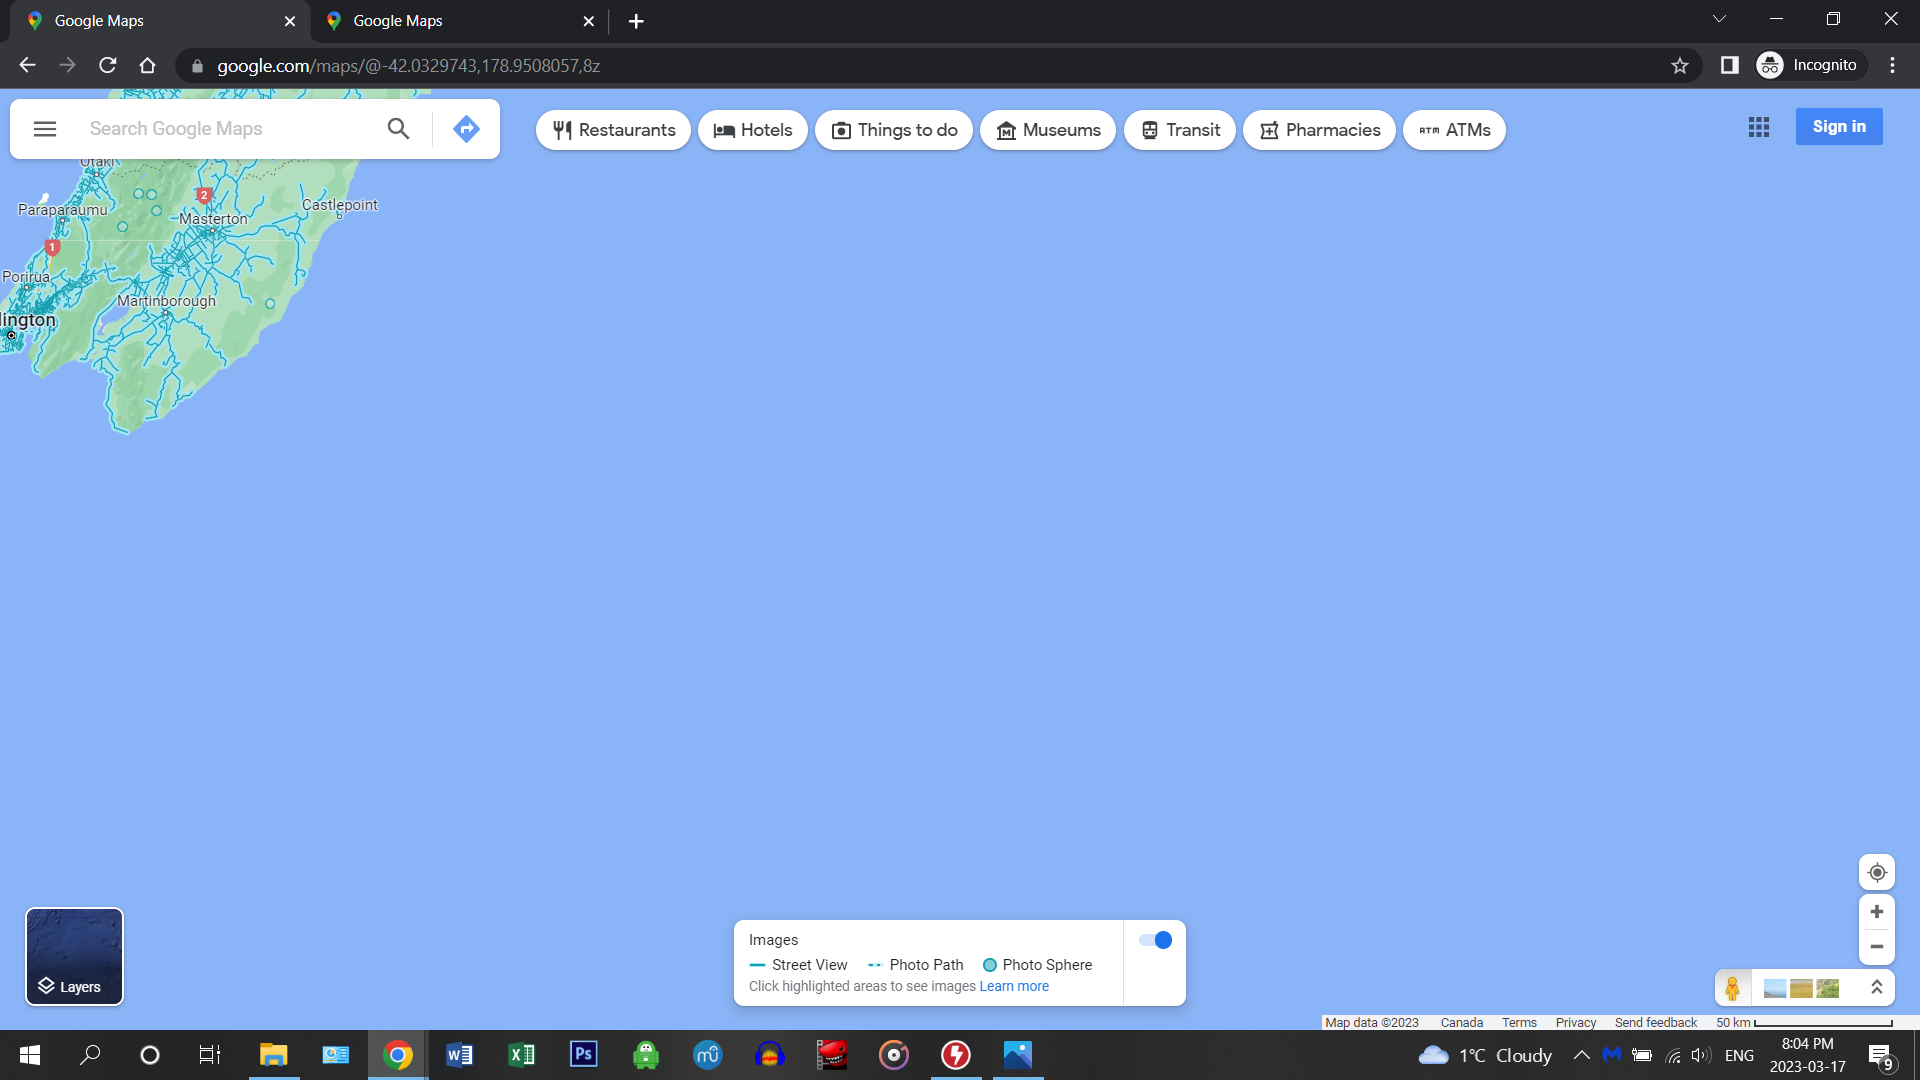 Google Maps
Google Maps
google.com/maps/@-42.0329743,178.9508057,8z
Incognito
Search Google Maps
Restaurants
Hotels
Things to do
Museums
Transit
Pharmacies
ATM ATMs
Sign in
Otaki
2
Paraparaumu
Masterton
Castlepoint
1
Porirua
Martinborough
lington
Layers
Images
Street View
Photo Path
Photo Sphere
Click highlighted areas to see images Learn more
Map data ©2023 Canada Terms Privacy Send feedback 50 km
W
X
Ps
mu
1°C Cloudy
ENG
8:04 PM
2023-03-17
9